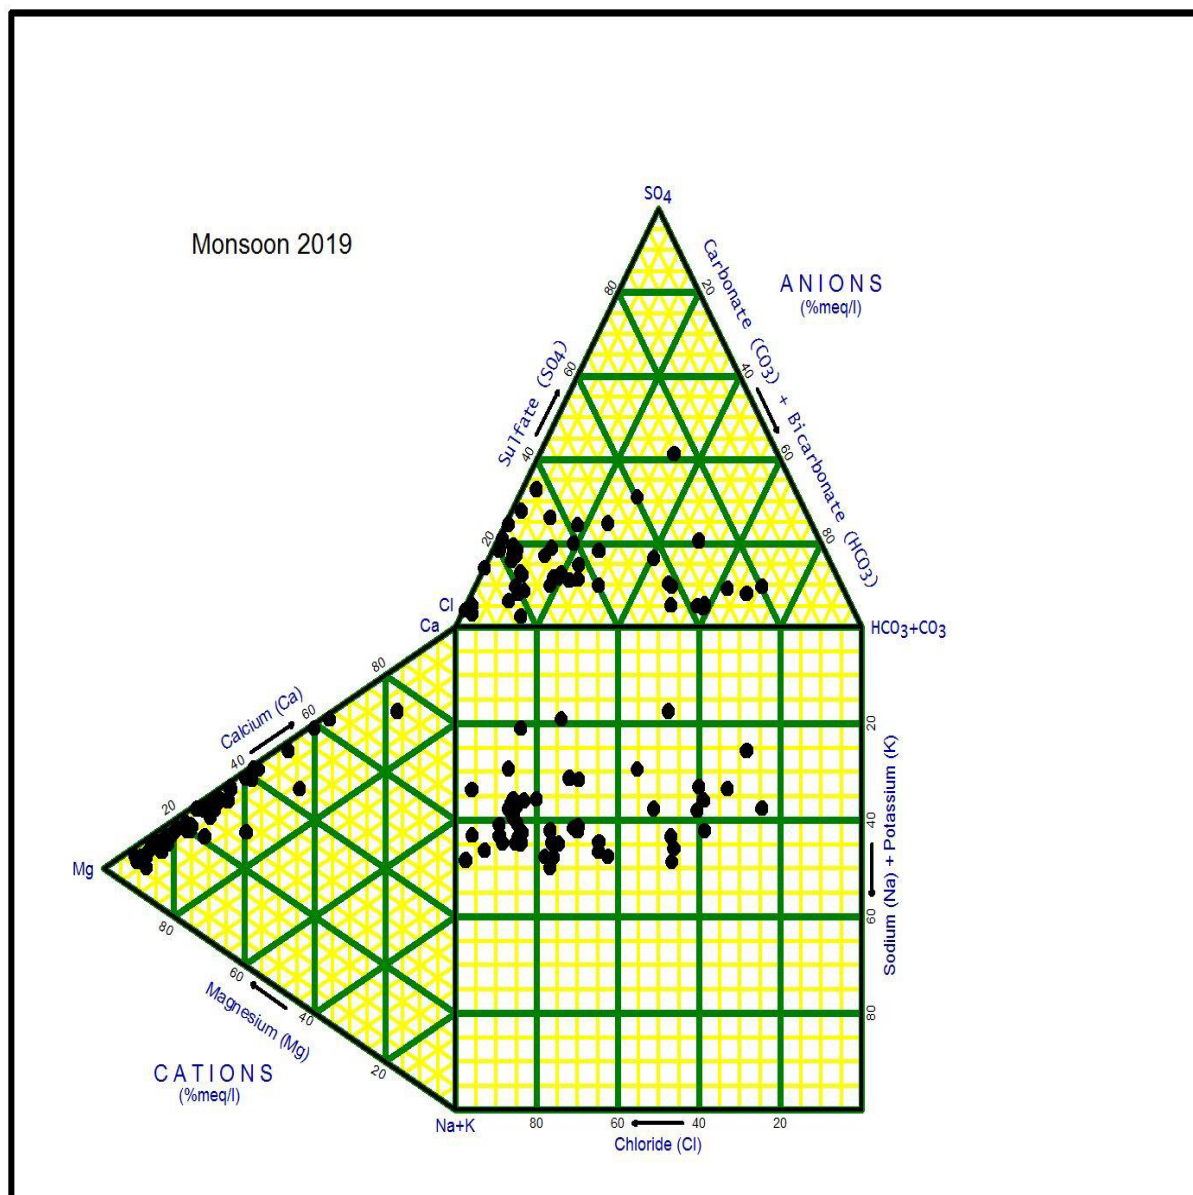 SO4
Monsoon 2019
ANIONS
(%meq/l)
Carbonate (CO3) + Bicarbonate (HCO3)
Sulfate (SO4)
80
60
40
20
20
40
60
80
Cl
Ca
HCO3+CO3
Calcium (Ca)
80
60
40
20
Mg
80
60
40
20
Magnesium (Mg)
CATIONS
(%meq/l)
Na+K
20
40
60
80
Sodium (Na) + Potassium (K)
80
60
40
20
Chloride (Cl)